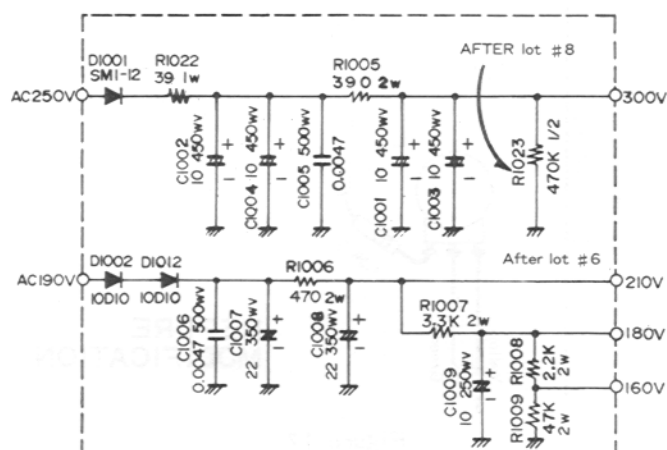 D1001
SM1-12
R1022
39 1w
R1005
390 2w
AFTER lot #8
AC250V
300V
C1002
10 450wv
+
-
C1004
10 450wv
+
-
C1005 500wv
0.0047
C1001
10 450wv
+
-
C1003
10 450wv
+
-
R1023
470K 1/2
D1002
10D10
D1012
10D10
R1006
470 2w
After lot #6
AC190V
210V
C1006
0.0047 500wv
C1007
22 350wv
+
-
C1008
22 350wv
+
-
R1007
3.3K 2w
180V
C1009
10 250wv
+
-
R1008
2.2K
2w
160V
R1009
47K
2w